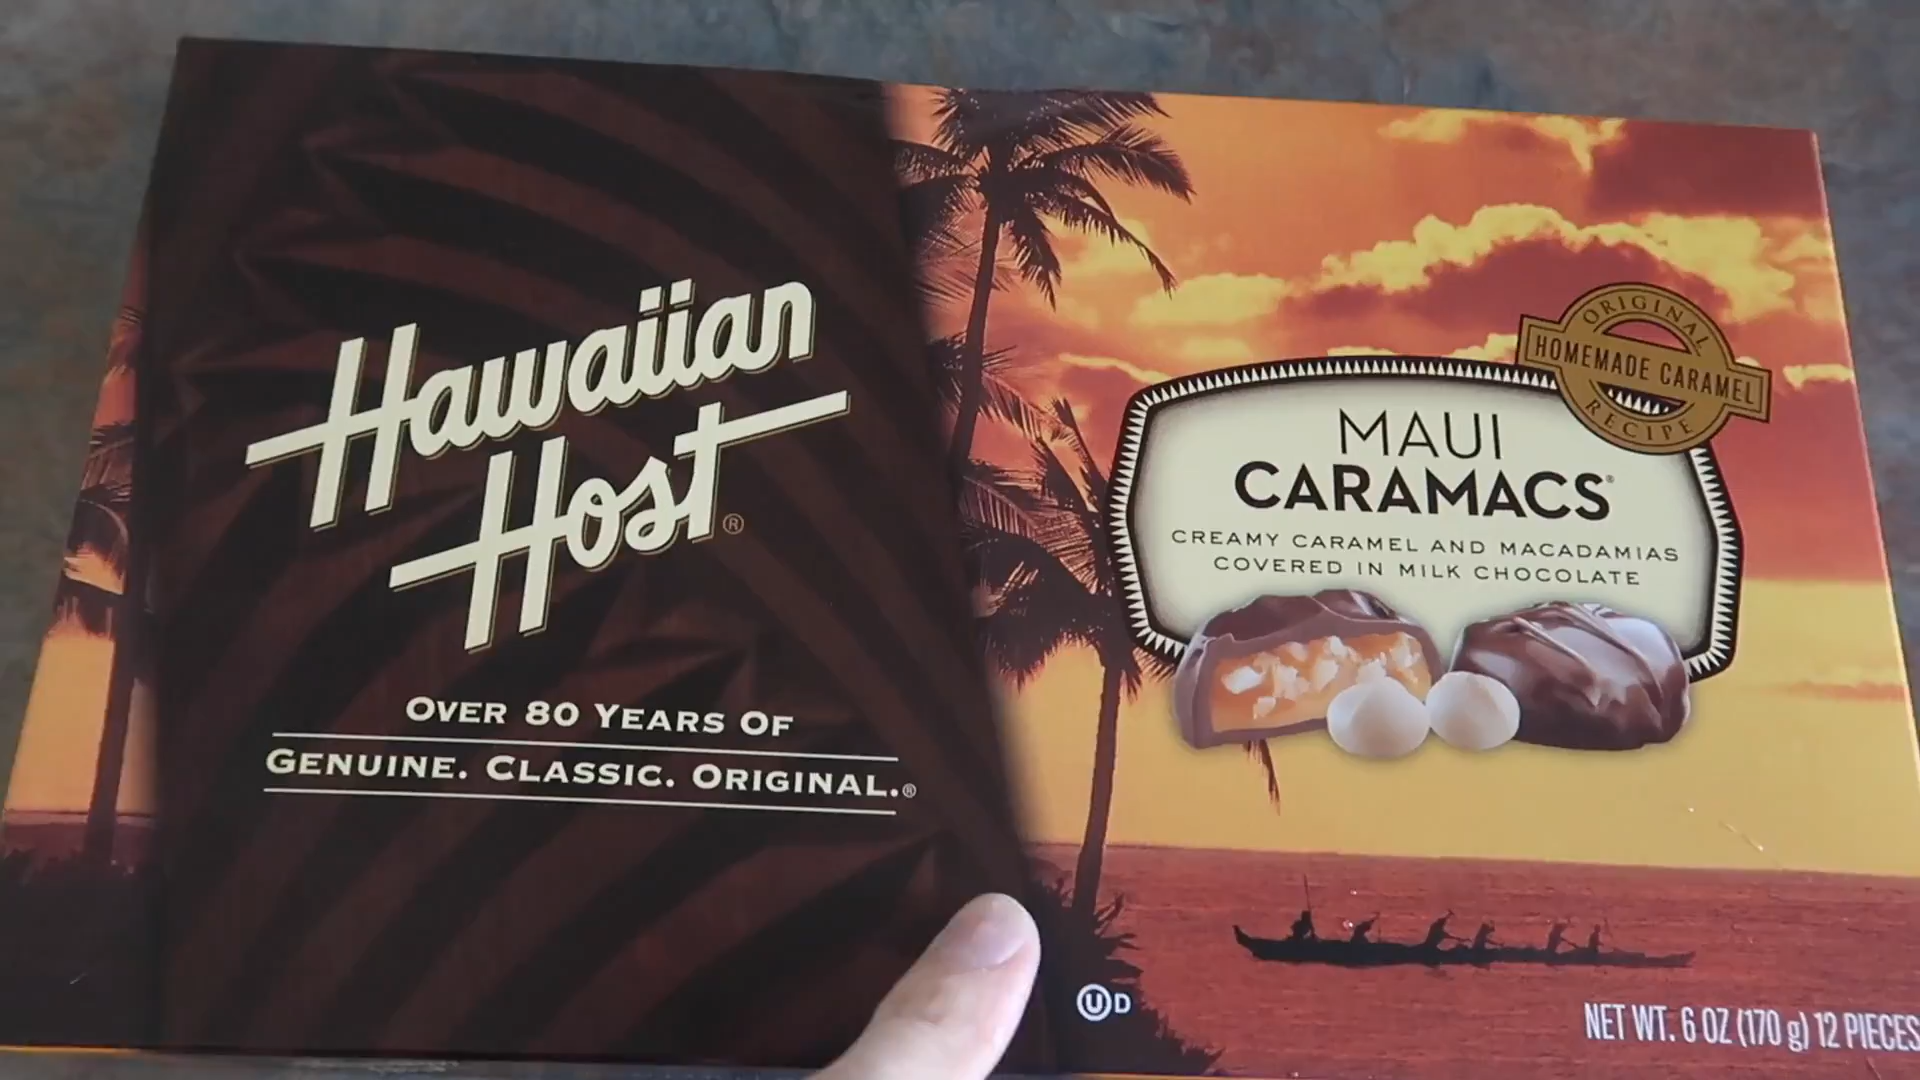 Hawaiian
Host®
OVER 80 YEARS OF
GENUINE. CLASSIC. ORIGINAL.®
ORIGINAL
HOMEMADE CARAMEL
RECIPE
MAUI
CARAMACS®
CREAMY CARAMEL AND MACADAMIAS
COVERED IN MILK CHOCOLATE
U D
NET WT. 6 OZ (170 g) 12 PIECES